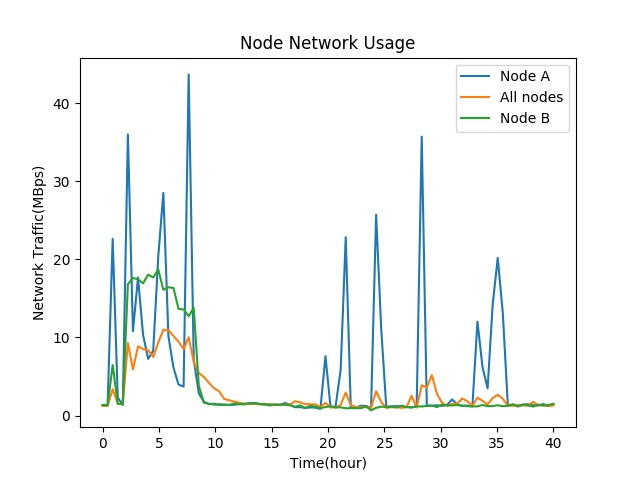 Node Network Usage
Node A
All nodes
Node B
Network Traffic(MBps)
40
30
20
10
0
0 5 10 15 20 25 30 35 40
Time(hour)